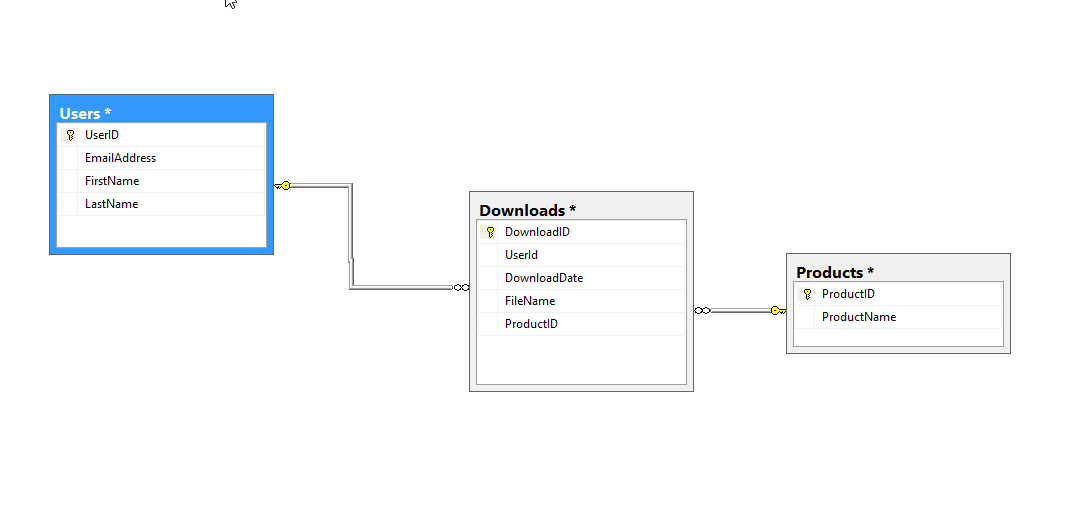 Users *
UserID
EmailAddress
FirstName
LastName
Downloads *
DownloadID
UserId
DownloadDate
FileName
ProductID
Products *
ProductID
ProductName